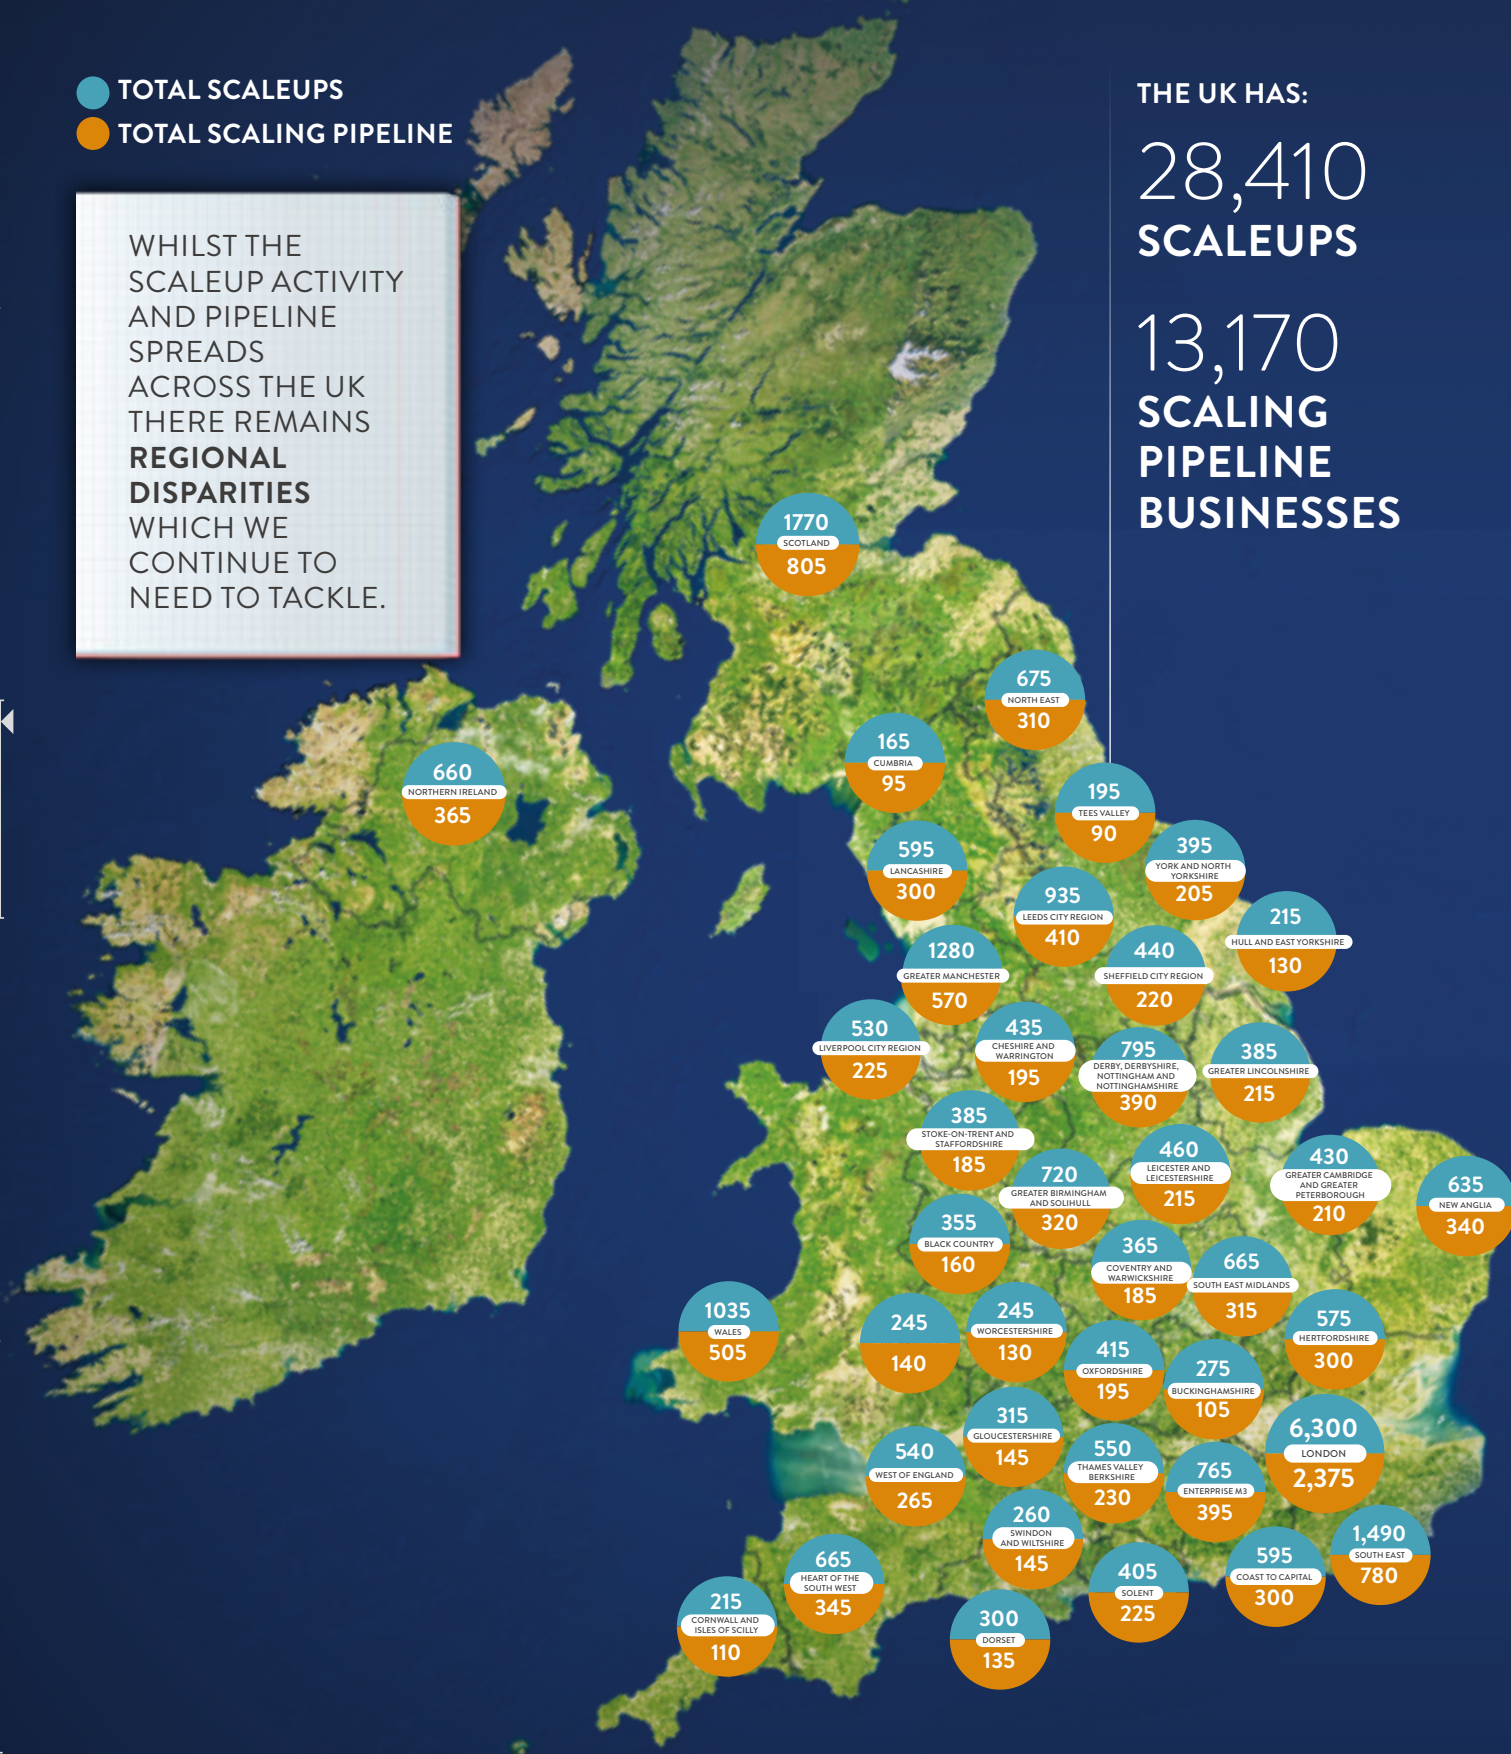 TOTAL SCALEUPS
TOTAL SCALING PIPELINE
WHILST THE
SCALEUP ACTIVITY
AND PIPELINE
SPREADS
ACROSS THE UK
THERE REMAINS
REGIONAL
DISPARITIES
WHICH WE
CONTINUE TO
NEED TO TACKLE.
THE UK HAS:
28,410
SCALEUPS
13,170
SCALING
PIPELINE
BUSINESSES
1770
SCOTLAND
805
675
NORTH EAST
310
165
CUMBRIA
95
660
NORTHERN IRELAND
365
195
TEES VALLEY
90
595
LANCASHIRE
300
395
YORK AND NORTH
YORKSHIRE
205
935
LEEDS CITY REGION
410
215
HULL AND EAST YORKSHIRE
130
1280
GREATER MANCHESTER
570
440
SHEFFIELD CITY REGION
220
530
LIVERPOOL CITY REGION
225
435
CHESHIRE AND
WARRINGTON
195
795
DERBY, DERBYSHIRE,
NOTTINGHAM AND
NOTTINGHAMSHIRE
390
385
GREATER LINCOLNSHIRE
215
385
STOKE-ON-TRENT AND
STAFFORDSHIRE
185
720
GREATER BIRMINGHAM
AND SOLIHULL
320
460
LEICESTER AND
LEICESTERSHIRE
215
430
GREATER CAMBRIDGE
AND GREATER
PETERBOROUGH
210
635
NEW ANGLIA
340
355
BLACK COUNTRY
160
365
COVENTRY AND
WARWICKSHIRE
185
665
SOUTH EAST MIDLANDS
315
1035
WALES
505
245
140
245
WORCESTERSHIRE
130
575
HERTFORDSHIRE
300
415
OXFORDSHIRE
195
275
BUCKINGHAMSHIRE
105
315
GLOUCESTERSHIRE
145
6,300
LONDON
2,375
540
WEST OF ENGLAND
265
550
THAMES VALLEY
BERKSHIRE
230
765
ENTERPRISE M3
395
260
SWINDON
AND WILTSHIRE
145
1,490
SOUTH EAST
780
665
HEART OF THE
SOUTH WEST
345
405
SOLENT
225
595
COAST TO CAPITAL
300
215
CORNWALL AND
ISLES OF SCILLY
110
300
DORSET
135